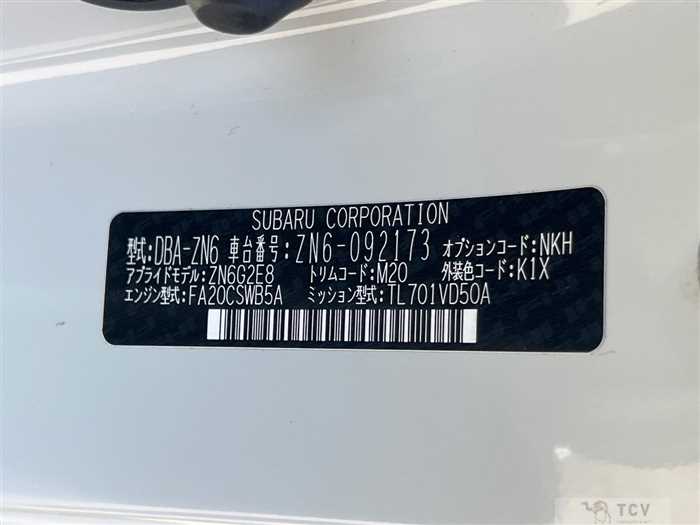 SUBARU CORPORATION
型式:DBA-ZN6 車台番号:ZN6-092173 オプションコード:NKH
アプライドモデル:ZN6G2E8 トリムコード:M20 外装色コード:K1X
エンジン型式:FA20CSWB5A ミッション型式:TL701VD50A
TCV